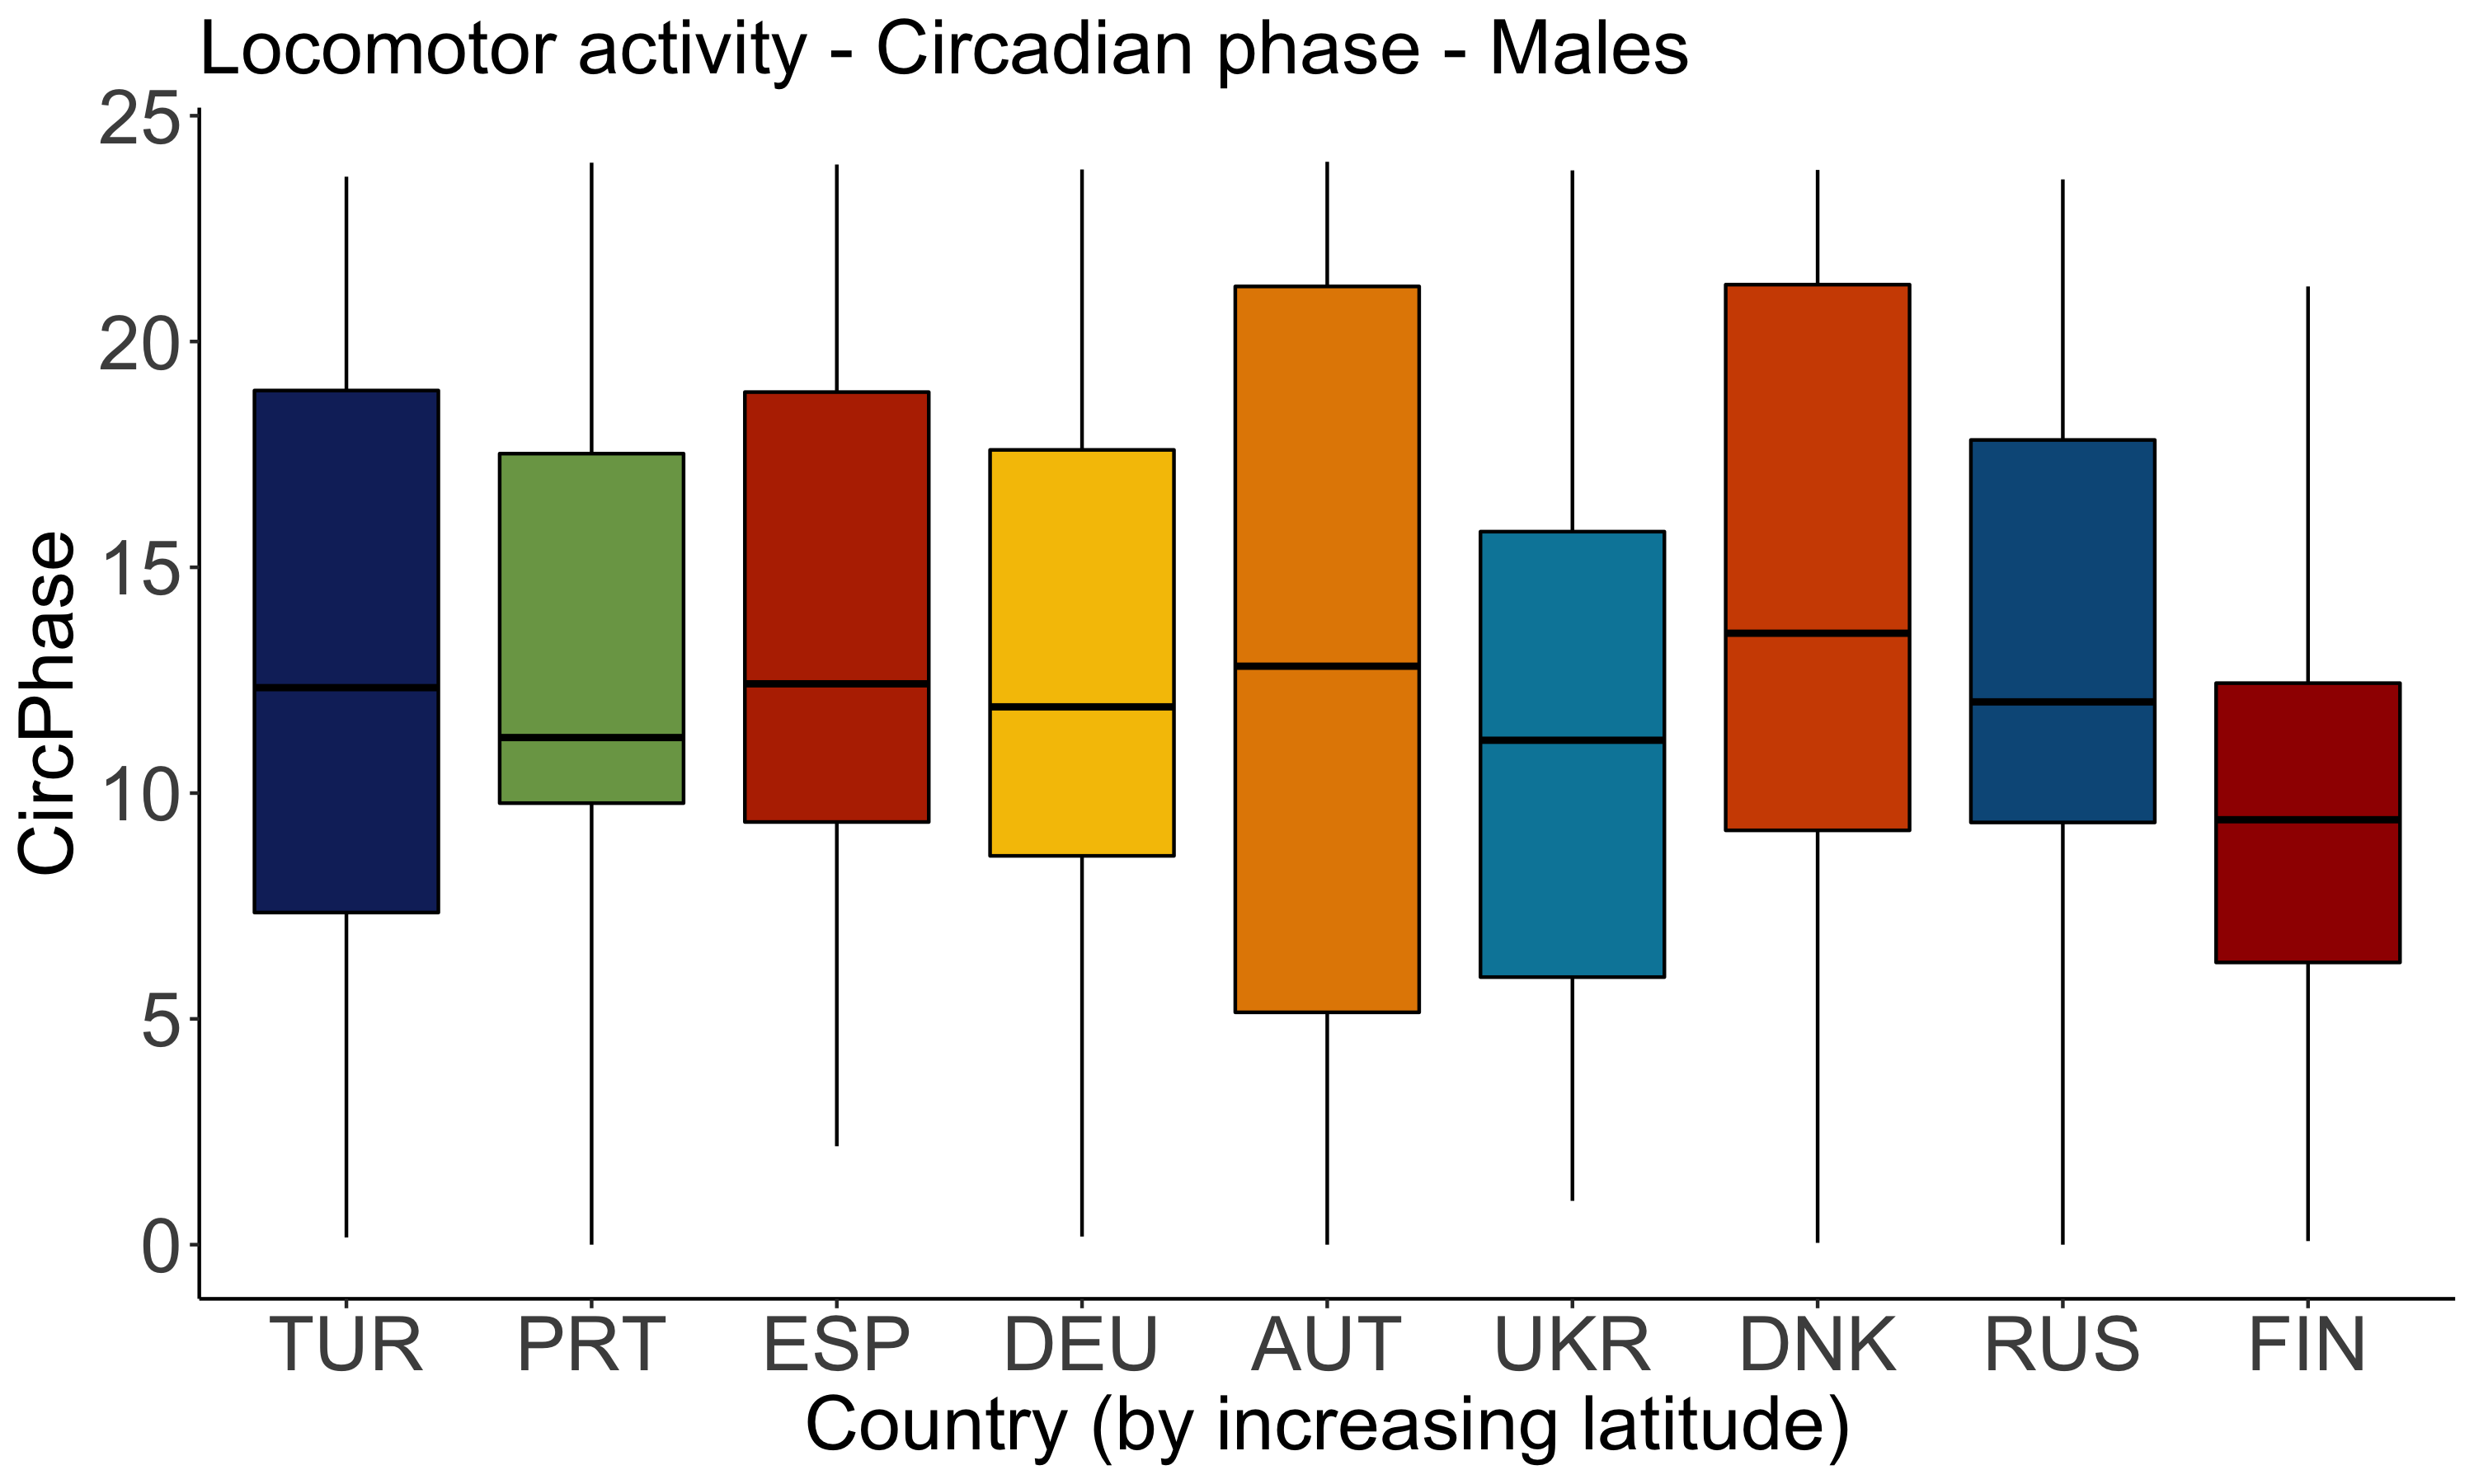 Locomotor activity - Circadian phase - Males
25
20
15
10
5
0
CircPhase
TUR PRT ESP DEU AUT UKR DNK RUS FIN
Country (by increasing latitude)